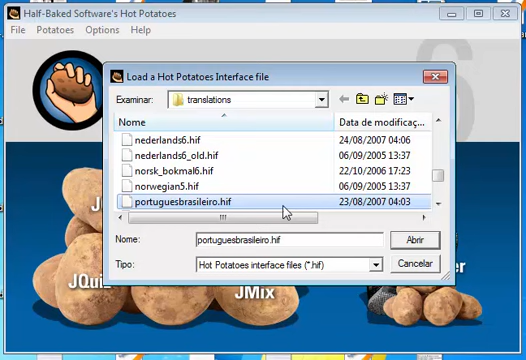 Half-Baked Software's Hot Potatoes
File Potatoes Options Help
6
Load a Hot Potatoes Interface file
Examinar: translations
Nome Data de modificaç...
nederlands6.hif 24/08/2007 04:06
nederlands6_old.hif 06/09/2005 13:37
norsk_bokmal6.hif 22/10/2006 17:23
norwegian5.hif 06/09/2005 13:37
portuguesbrasileiro.hif 23/08/2007 04:03
Nome: portuguesbrasileiro.hif Abrir
Tipo: Hot Potatoes interface files (*.hif) Cancelar
JQui
JMix